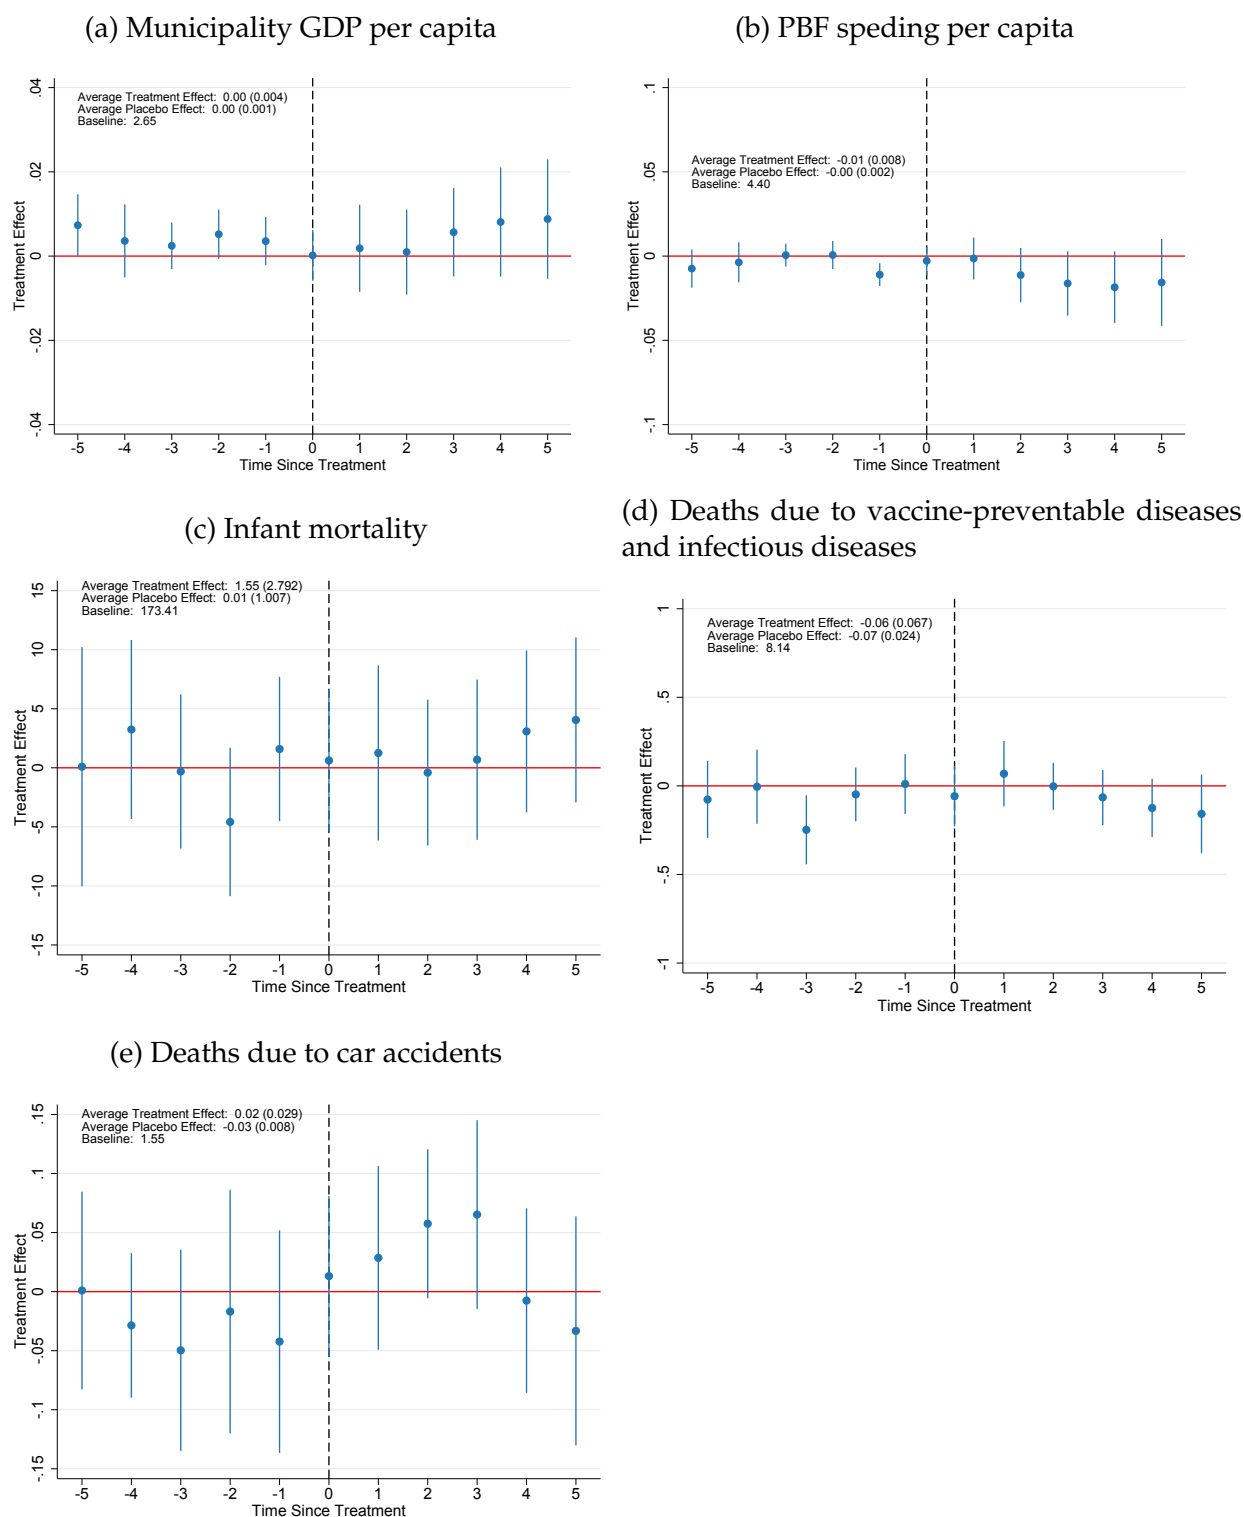 (a) Municipality GDP per capita
Average Treatment Effect: 0.00 (0.004)
Average Placebo Effect: 0.00 (0.001)
Baseline: 2.65
Treatment Effect
.04
.02
0
-.02
-.04
-5 -4 -3 -2 -1 0 1 2 3 4 5
Time Since Treatment
(b) PBF speding per capita
Average Treatment Effect: -0.01 (0.008)
Average Placebo Effect: -0.00 (0.002)
Baseline: 4.40
Treatment Effect
.1
.05
0
-.05
-.1
-5 -4 -3 -2 -1 0 1 2 3 4 5
Time Since Treatment
(c) Infant mortality
Average Treatment Effect: 1.55 (2.792)
Average Placebo Effect: 0.01 (1.007)
Baseline: 173.41
Treatment Effect
15
10
5
0
-5
-10
-15
-5 -4 -3 -2 -1 0 1 2 3 4 5
Time Since Treatment
(d) Deaths due to vaccine-preventable diseases
and infectious diseases
Average Treatment Effect: -0.06 (0.067)
Average Placebo Effect: -0.07 (0.024)
Baseline: 8.14
Treatment Effect
1
.5
0
-.5
-1
-5 -4 -3 -2 -1 0 1 2 3 4 5
Time Since Treatment
(e) Deaths due to car accidents
Average Treatment Effect: 0.02 (0.029)
Average Placebo Effect: -0.03 (0.008)
Baseline: 1.55
Treatment Effect
.15
.1
.05
0
-.05
-.1
-.15
-5 -4 -3 -2 -1 0 1 2 3 4 5
Time Since Treatment